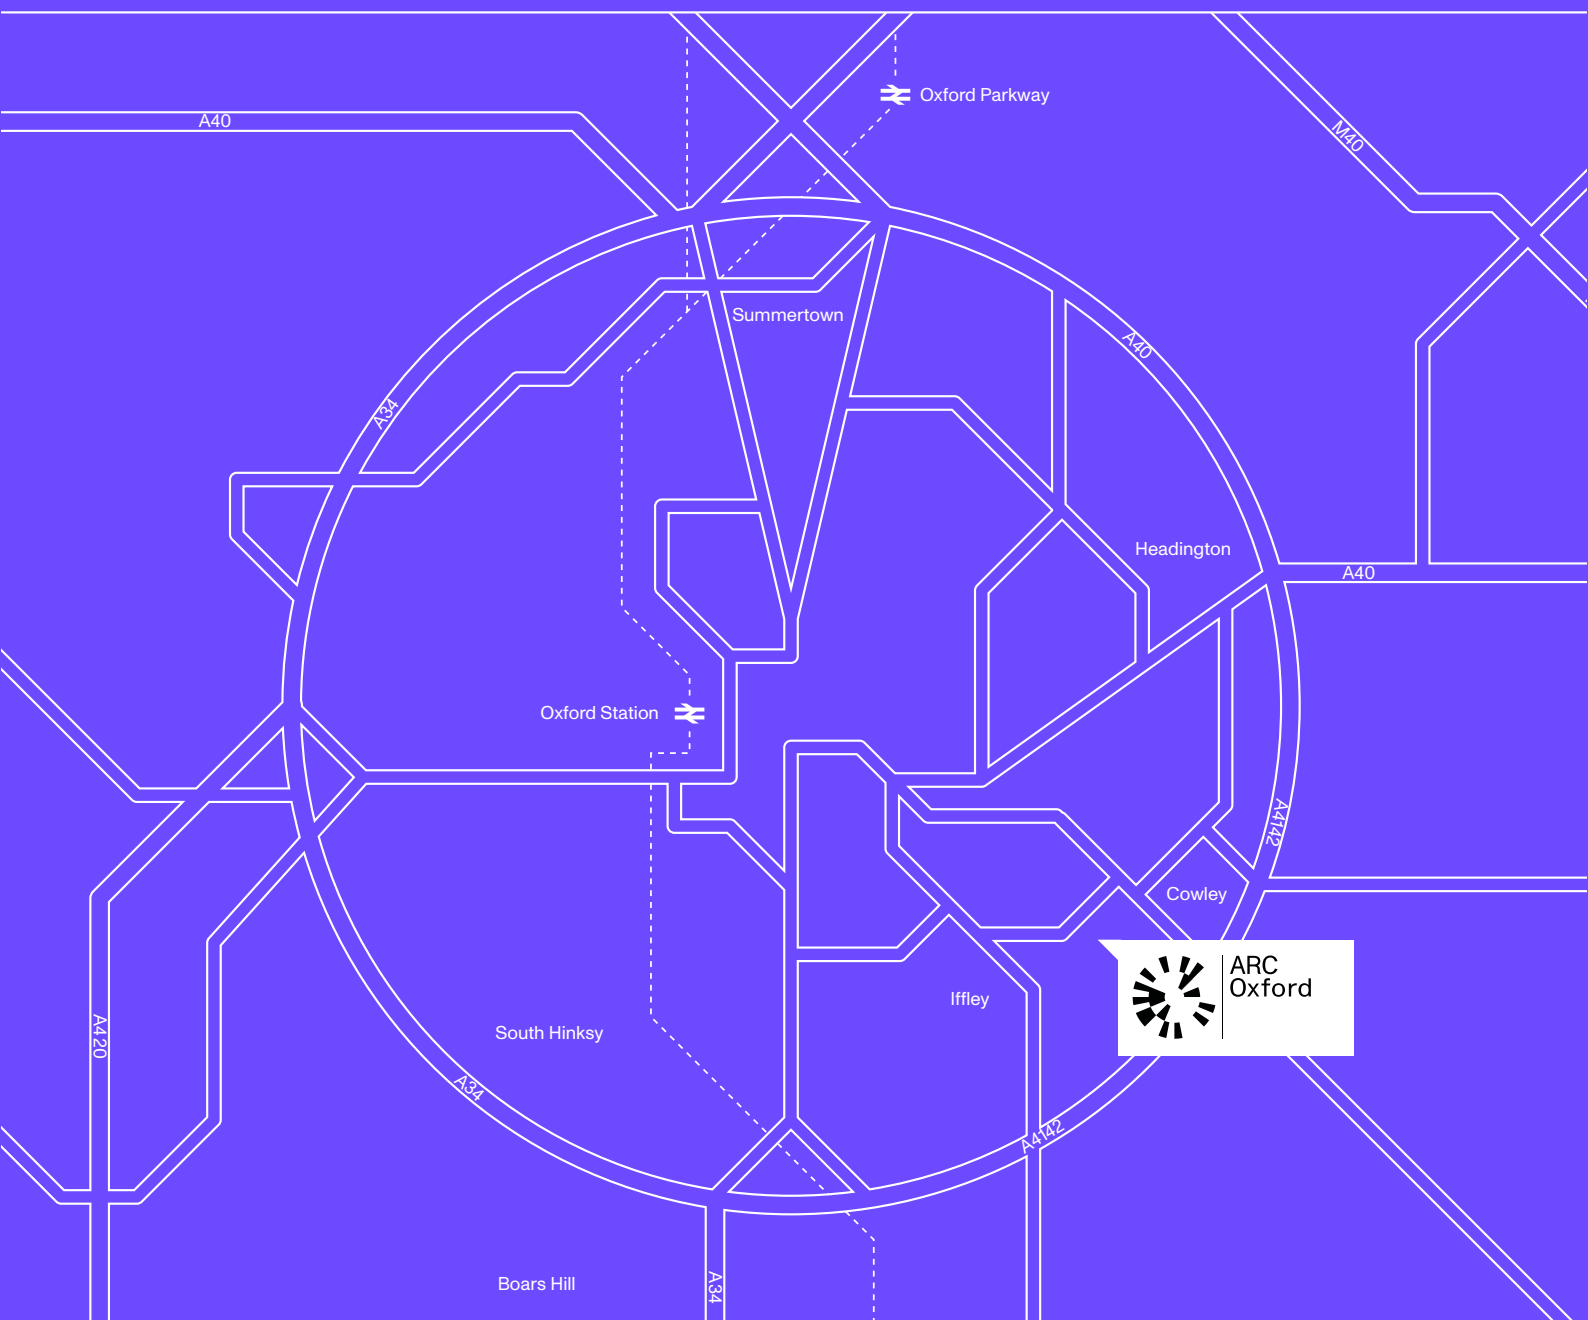 Oxford Parkway
A40
M40
Summertown
A40
A34
Headington
A40
Oxford Station
A4142
Cowley
ARC
Oxford
Iffley
A420
South Hinksy
A34
A4142
Boars Hill
A34